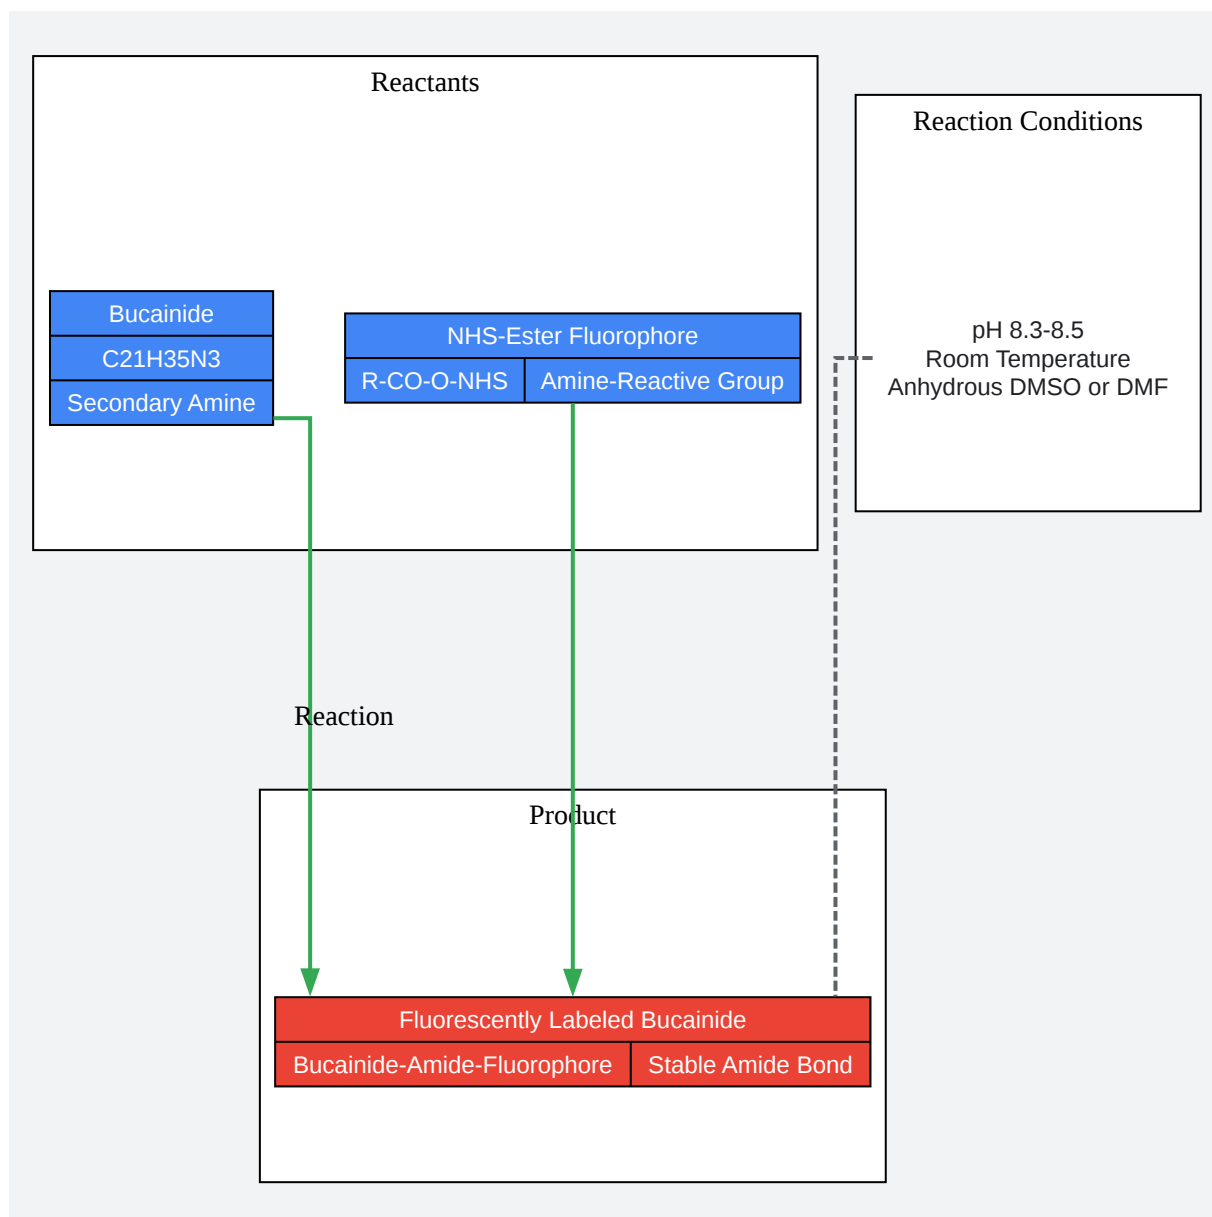 Reactants
Reaction Conditions
Bucainide
C21H35N3
Secondary Amine
NHS-Ester Fluorophore
R-CO-O-NHS
Amine-Reactive Group
pH 8.3-8.5
Room Temperature
Anhydrous DMSO or DMF
Reaction
Product
Fluorescently Labeled Bucainide
Bucainide-Amide-Fluorophore
Stable Amide Bond